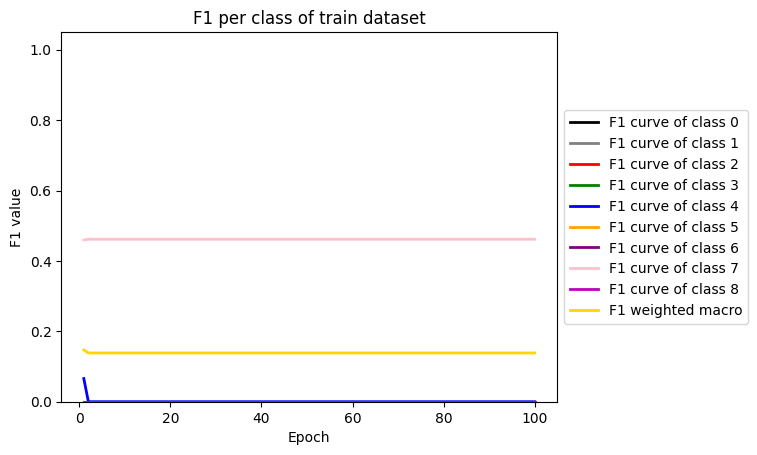 F1 per class of train dataset
1.0
0.8
0.6
0.4
0.2
0.0
F1 value
0
20
40
60
80
100
Epoch
F1 curve of class 0
F1 curve of class 1
F1 curve of class 2
F1 curve of class 3
F1 curve of class 4
F1 curve of class 5
F1 curve of class 6
F1 curve of class 7
F1 curve of class 8
F1 weighted macro